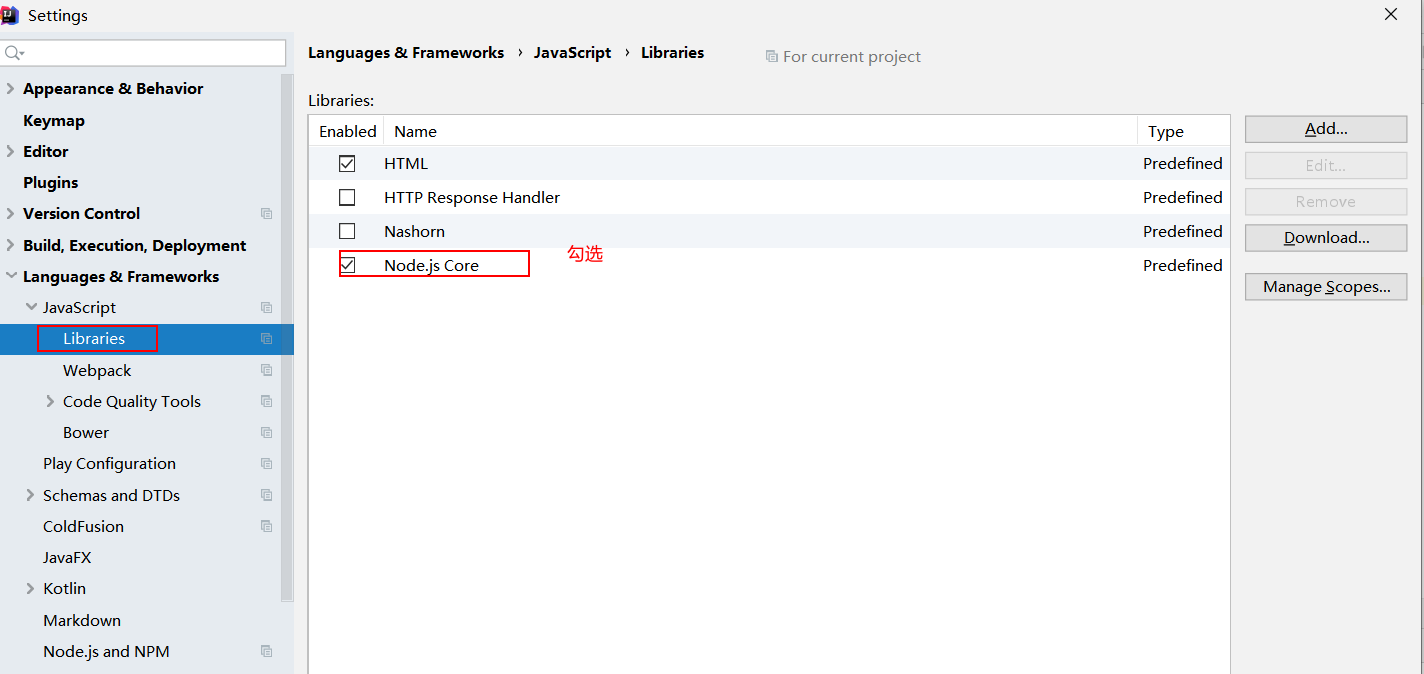 Settings
Appearance & Behavior
Keymap
Editor
Plugins
Version Control
Build, Execution, Deployment
Languages & Frameworks
JavaScript
Libraries
Webpack
Code Quality Tools
Bower
Play Configuration
Schemas and DTDs
ColdFusion
JavaFX
Kotlin
Markdown
Node.js and NPM
Languages & Frameworks › JavaScript › Libraries For current project
Libraries:
Enabled Name Type
HTML Predefined
HTTP Response Handler Predefined
Nashorn Predefined
Node.js Core Predefined
勾选
Add...
Edit...
Remove
Download...
Manage Scopes...